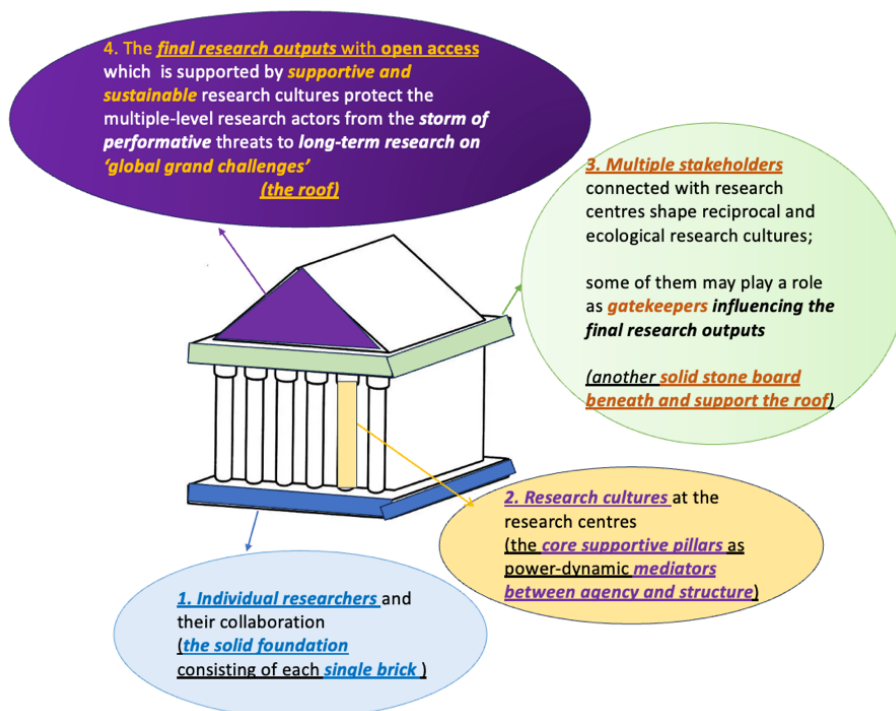 4. The final research outputs with open access
which is supported by supportive and
sustainable research cultures protect the
multiple-level research actors from the storm of
performative threats to long-term research on
‘global grand challenges’
(the roof)
3. Multiple stakeholders
connected with research
centres shape reciprocal and
ecological research cultures;
some of them may play a role
as gatekeepers influencing the
final research outputs
(another solid stone board
beneath and support the roof)
2. Research cultures at the
research centres
(the core supportive pillars as
power-dynamic mediators
between agency and structure)
1. Individual researchers and
their collaboration
(the solid foundation
consisting of each single brick )